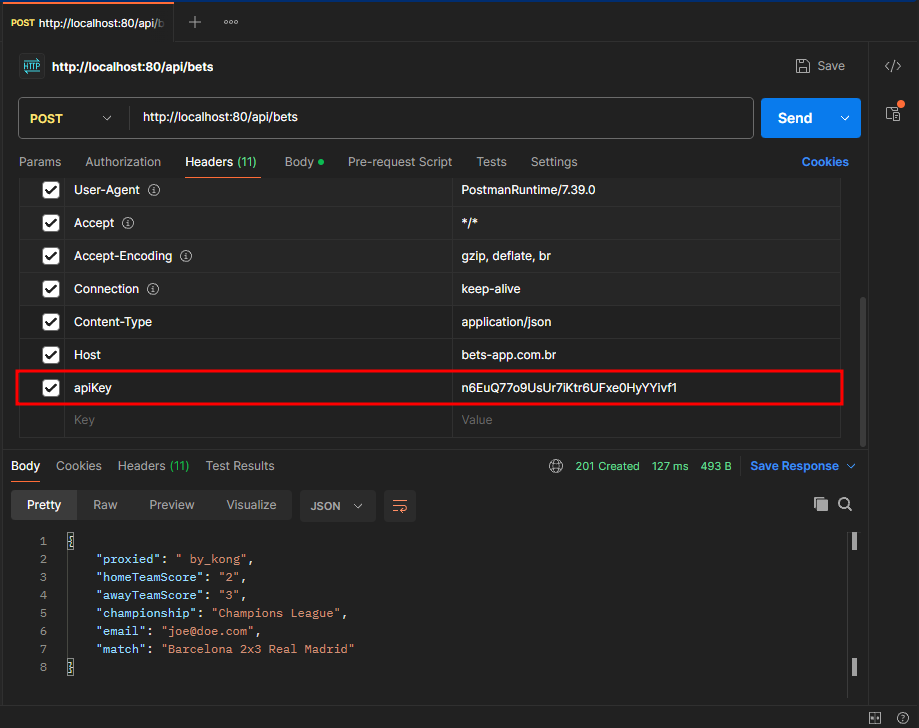 POST http://localhost:80/api/b
HTTP http://localhost:80/api/bets
Save
POST http://localhost:80/api/bets
Send
Params Authorization Headers (11) Body Pre-request Script Tests Settings Cookies
User-Agent PostmanRuntime/7.39.0
Accept */*
Accept-Encoding gzip, deflate, br
Connection keep-alive
Content-Type application/json
Host bets-app.com.br
apiKey n6EuQ77o9UsUr7iKtr6UFxe0HyYYivf1
Key Value
Body Cookies Headers (11) Test Results 201 Created 127 ms 493 B Save Response
Pretty Raw Preview Visualize JSON
1 {
2 "proxied": " by_kong",
3 "homeTeamScore": "2",
4 "awayTeamScore": "3",
5 "championship": "Champions League",
6 "email": "joe@doe.com",
7 "match": "Barcelona 2x3 Real Madrid"
8 }